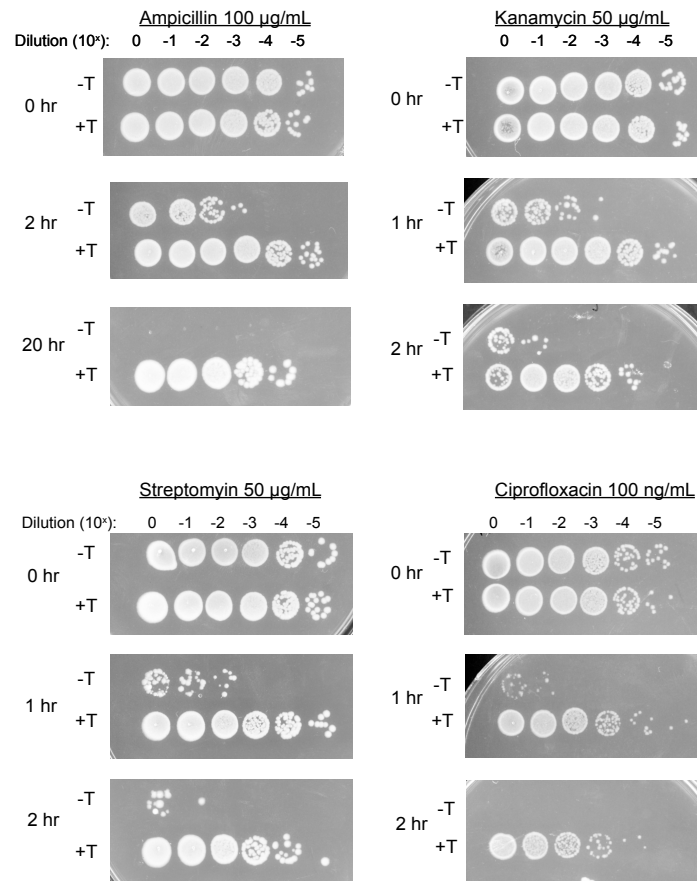 Ampicillin 100 µg/mL
Dilution (10ˣ): 0 -1 -2 -3 -4 -5
0 hr
-T
+T
2 hr
-T
+T
20 hr
-T
+T
Kanamycin 50 µg/mL
0 -1 -2 -3 -4 -5
0 hr
-T
+T
1 hr
-T
+T
2 hr
-T
+T
Streptomyin 50 µg/mL
Dilution (10ˣ): 0 -1 -2 -3 -4 -5
0 hr
-T
+T
1 hr
-T
+T
2 hr
-T
+T
Ciprofloxacin 100 ng/mL
0 -1 -2 -3 -4 -5
0 hr
-T
+T
1 hr
-T
+T
2 hr
-T
+T